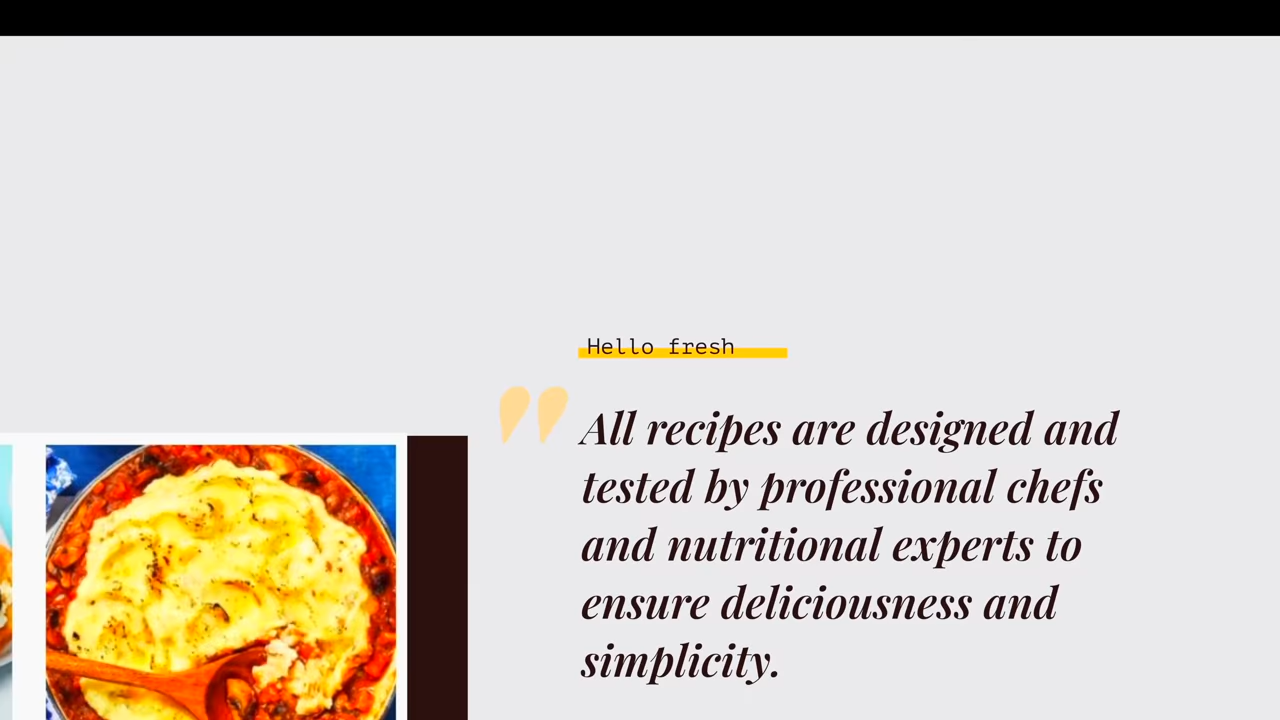 Hello fresh
" All recipes are designed and
tested by professional chefs
and nutritional experts to
ensure deliciousness and
simplicity.